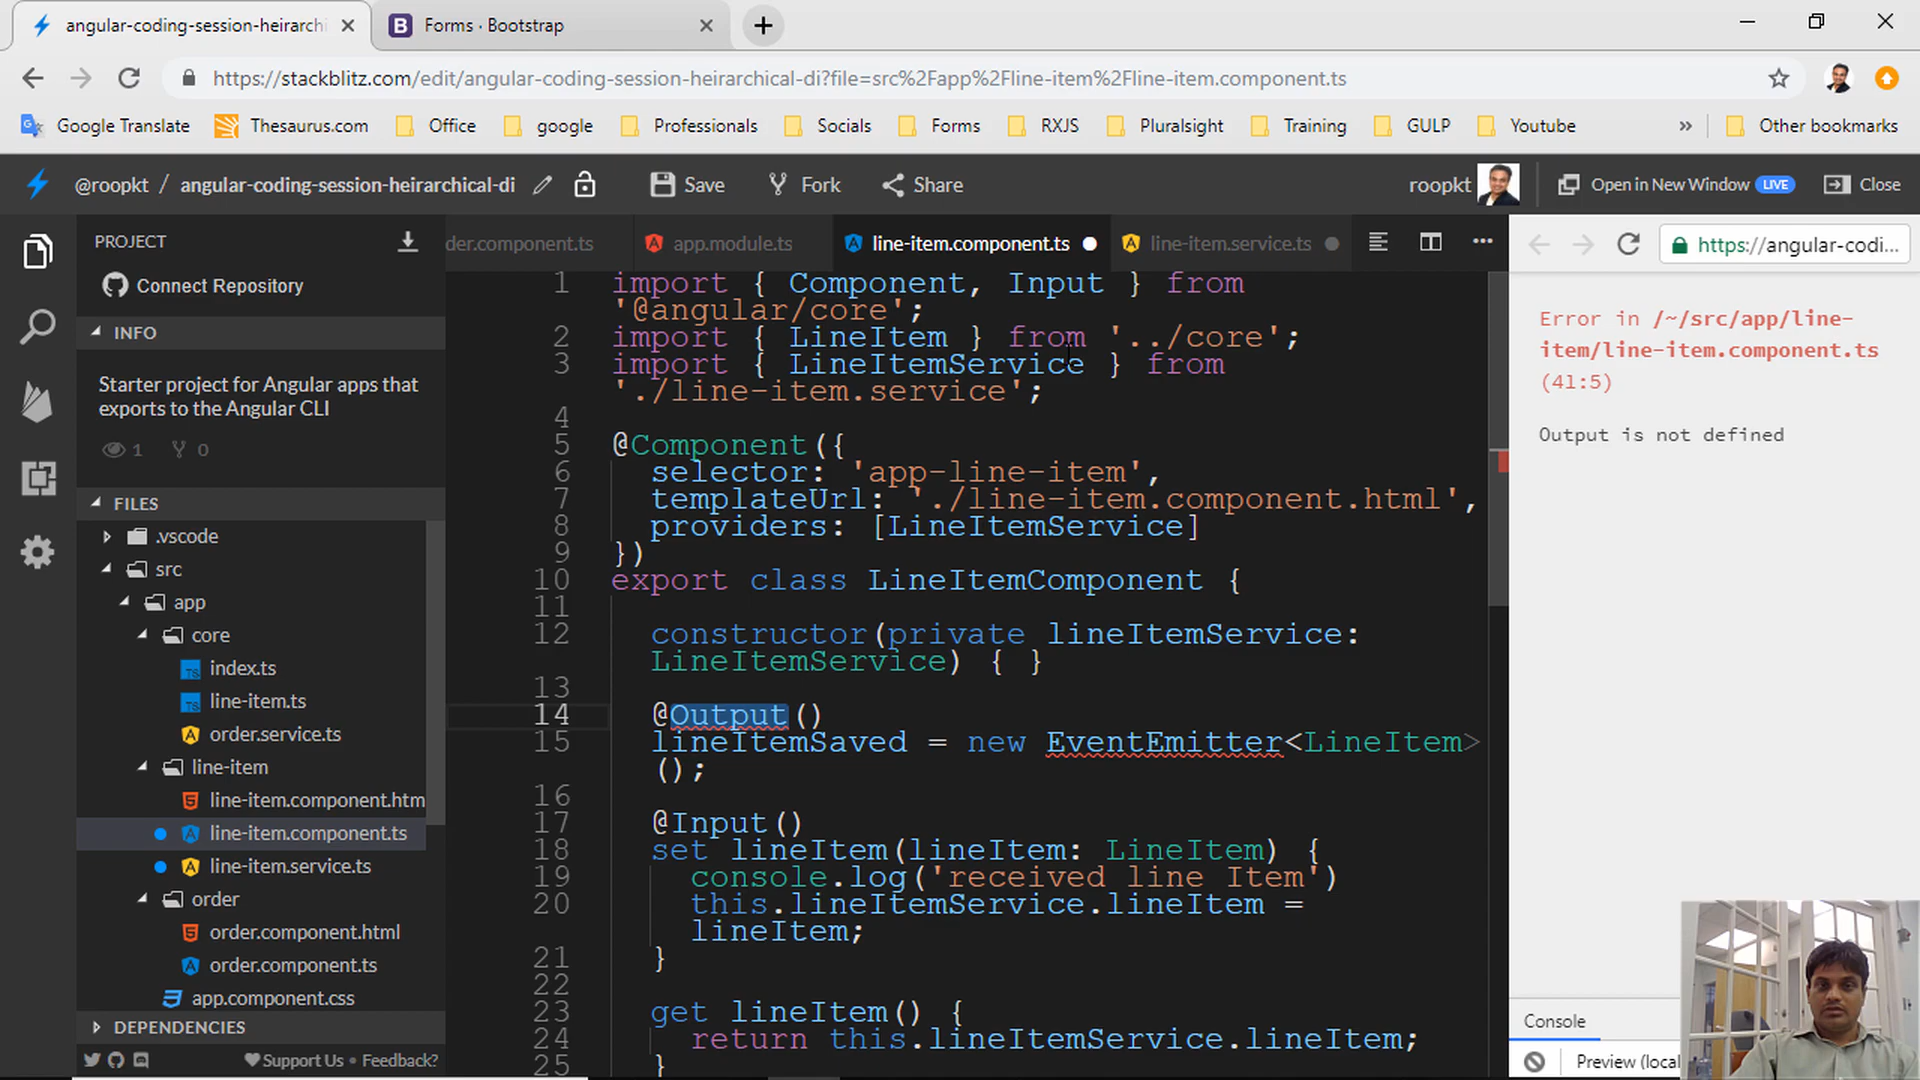 angular-coding-session-heirarchi
Forms · Bootstrap
https://stackblitz.com/edit/angular-coding-session-heirarchical-di?file=src%2Fapp%2Fline-item%2Fline-item.component.ts
Google Translate
Thesaurus.com
Office
google
Professionals
Socials
Forms
RXJS
Pluralsight
Training
GULP
Youtube
»
Other bookmarks
@roopkt / angular-coding-session-heirarchical-di
Save
Fork
Share
roopkt
Open in New Window LIVE
Close
PROJECT
Connect Repository
INFO
Starter project for Angular apps that
exports to the Angular CLI
1
0
FILES
.vscode
src
app
core
index.ts
line-item.ts
order.service.ts
line-item
line-item.component.htm
line-item.component.ts
line-item.service.ts
order
order.component.html
order.component.ts
app.component.css
DEPENDENCIES
Support Us • Feedback?
der.component.ts
app.module.ts
line-item.component.ts
line-item.service.ts
1 import { Component, Input } from
'@angular/core';
2 import { LineItem } from '../core';
3 import { LineItemService } from
'./line-item.service';
4
5 @Component({
6 selector: 'app-line-item',
7 templateUrl: './line-item.component.html',
8 providers: [LineItemService]
9 })
10 export class LineItemComponent {
11
12 constructor(private lineItemService:
LineItemService) { }
13
14 @Output()
15 lineItemSaved = new EventEmitter<LineItem>
();
16
17 @Input()
18 set lineItem(lineItem: LineItem) {
19 console.log('received line Item')
20 this.lineItemService.lineItem =
lineItem;
21 }
22
23 get lineItem() {
24 return this.lineItemService.lineItem;
25 }
https://angular-codi...
Error in /~/src/app/line-
item/line-item.component.ts
(41:5)
Output is not defined
Console
Preview (local